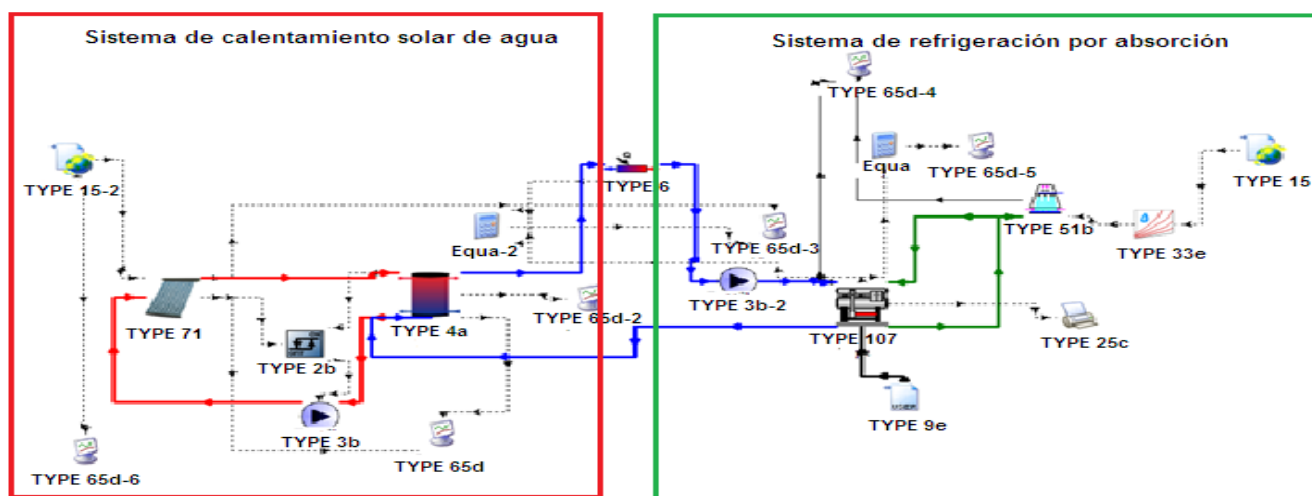 Sistema de calentamiento solar de agua
Sistema de refrigeración por absorción
TYPE 65d-4
TYPE 15-2
TYPE 6
Equa
TYPE 65d-5
TYPE 15
Equa-2
TYPE 65d-3
TYPE 51b
TYPE 33e
TYPE 71
TYPE 4a
TYPE 65d-2
TYPE 3b-2
TYPE 107
TYPE 25c
TYPE 2b
TYPE 3b
TYPE 65d
USER
TYPE 9e
TYPE 65d-6